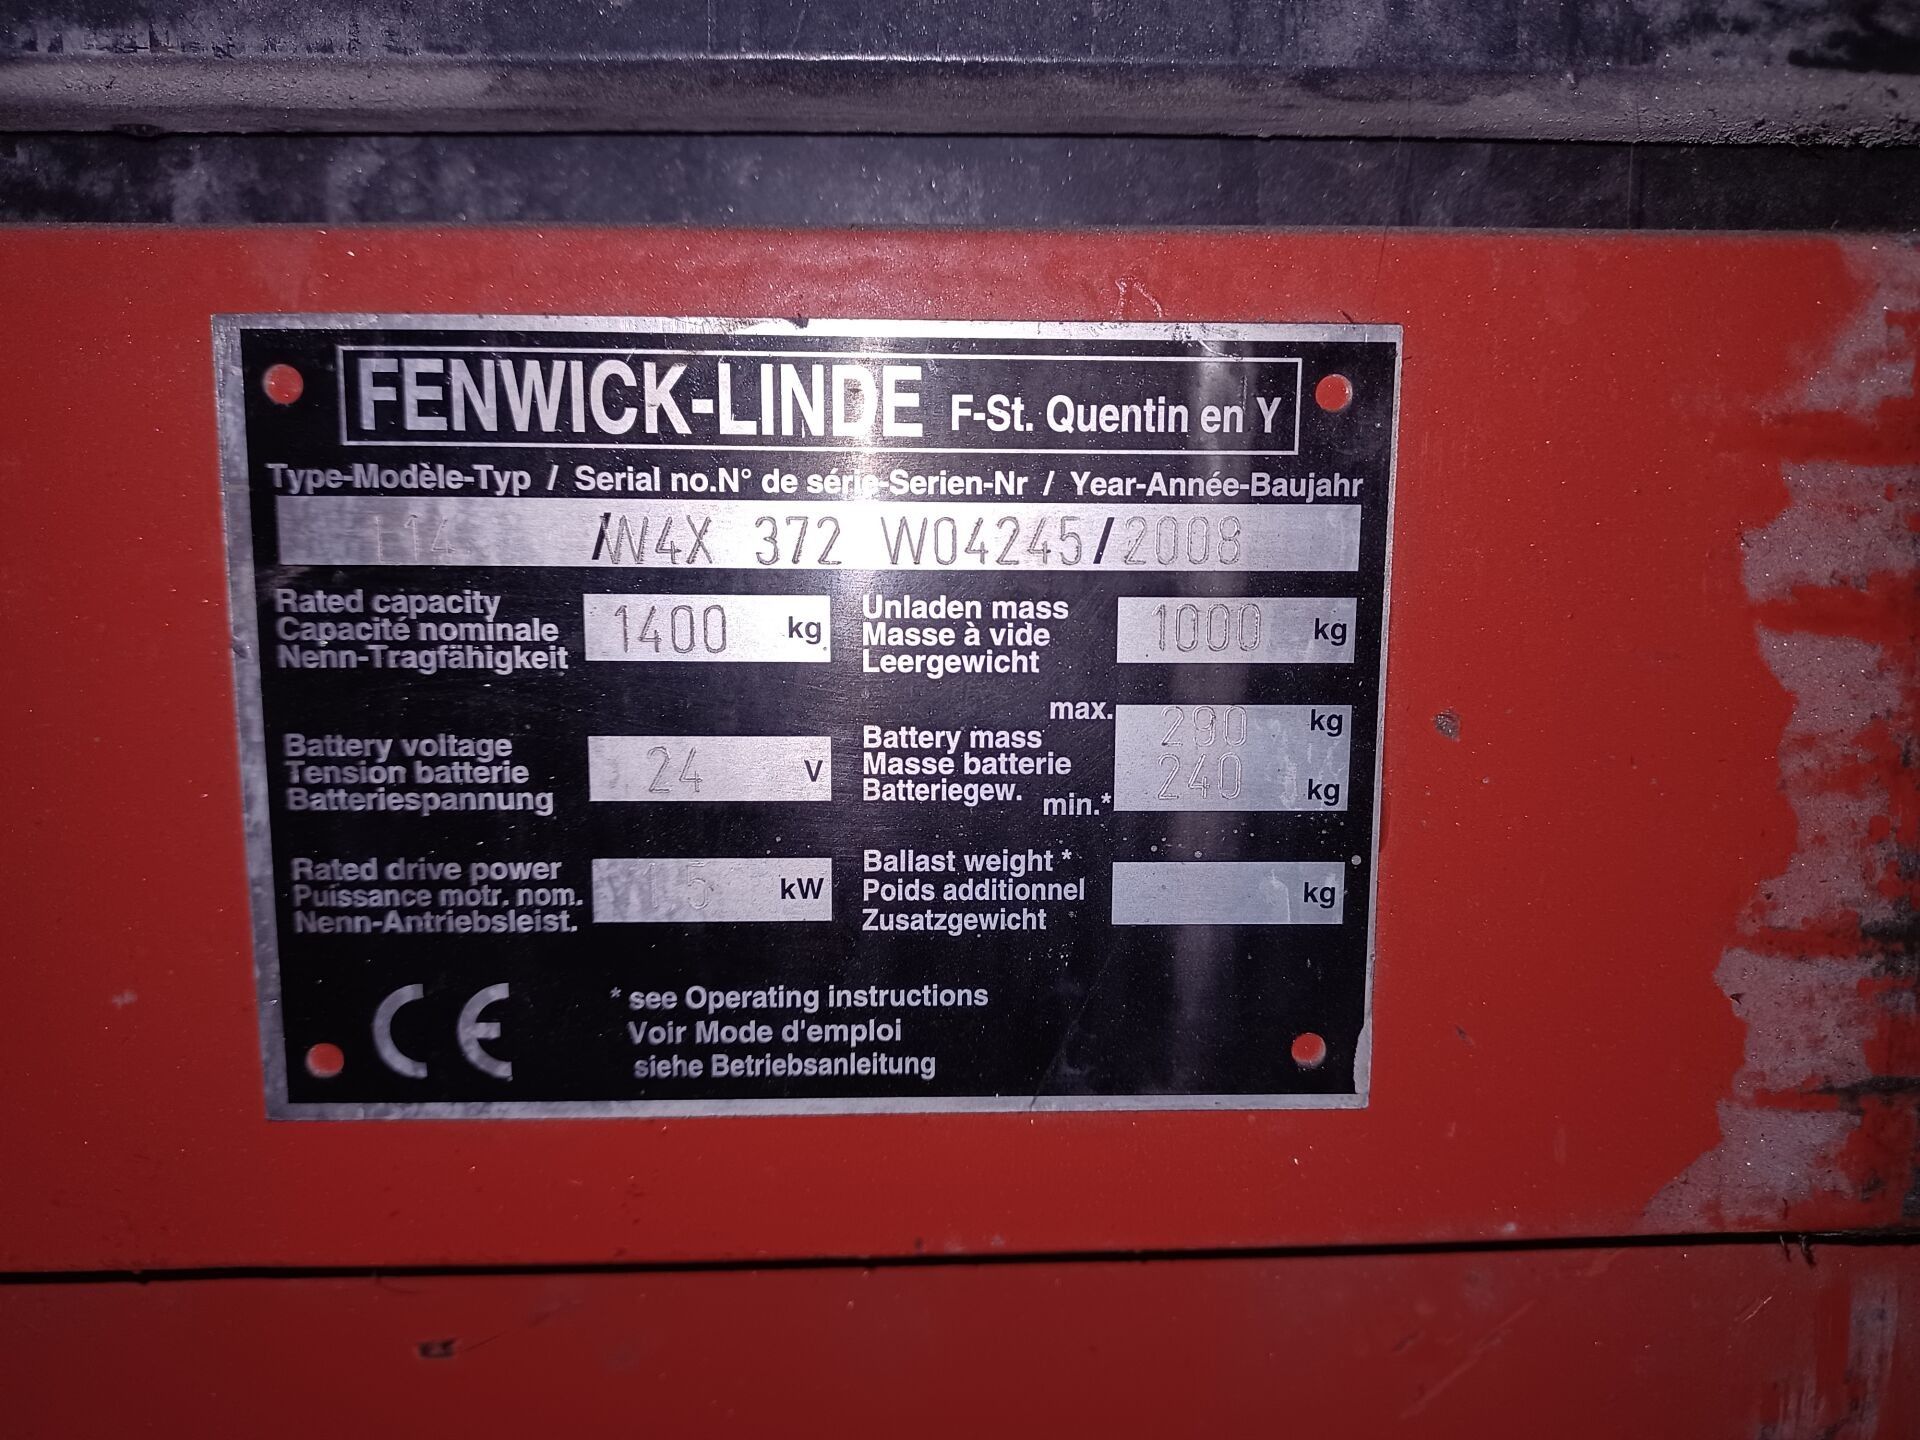 FENWICK-LINDE F-St. Quentin en Y
Type-Modèle-Typ / Serial no.N° de série-Serien-Nr / Year-Année-Baujahr
L14 /W4X 372 W04245/2008
Rated capacity
Capacité nominale
Nenn-Tragfähigkeit
1400 kg
Unladen mass
Masse à vide
Leergewicht
1000 kg
Battery voltage
Tension batterie
Batteriespannung
24 V
max. 290 kg
Battery mass
Masse batterie
Batteriegew.
min.* 240 kg
Rated drive power
Puissance motr. nom.
Nenn-Antriebsleist.
1.5 kW
Ballast weight *
Poids additionnel
Zusatzgewicht
kg
CE
* see Operating instructions
Voir Mode d'emploi
siehe Betriebsanleitung